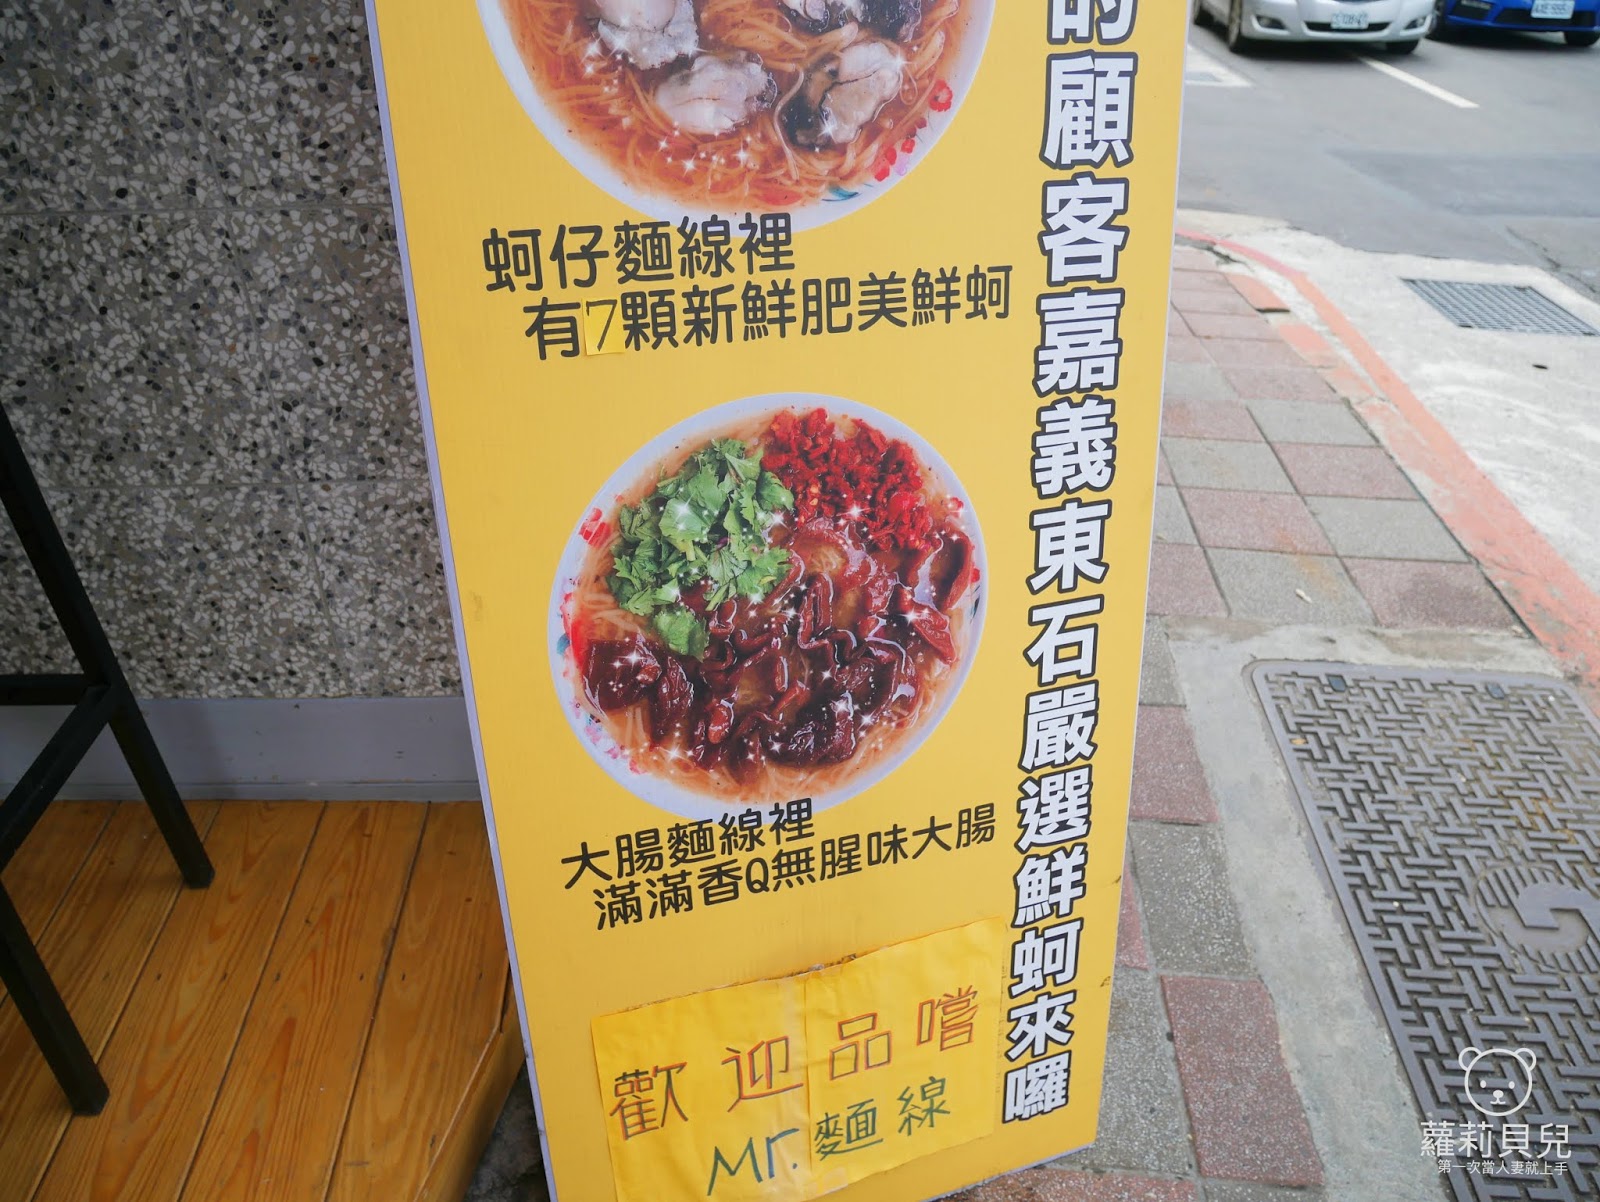 的顧客嘉義東石嚴選鮮蚵來囉
蚵仔麵線裡
有7顆新鮮肥美鮮蚵
大腸麵線裡
滿滿香Q無腥味大腸
歡迎品嚐
Mr.麵線
蘿莉貝兒
第一次當人妻就上手